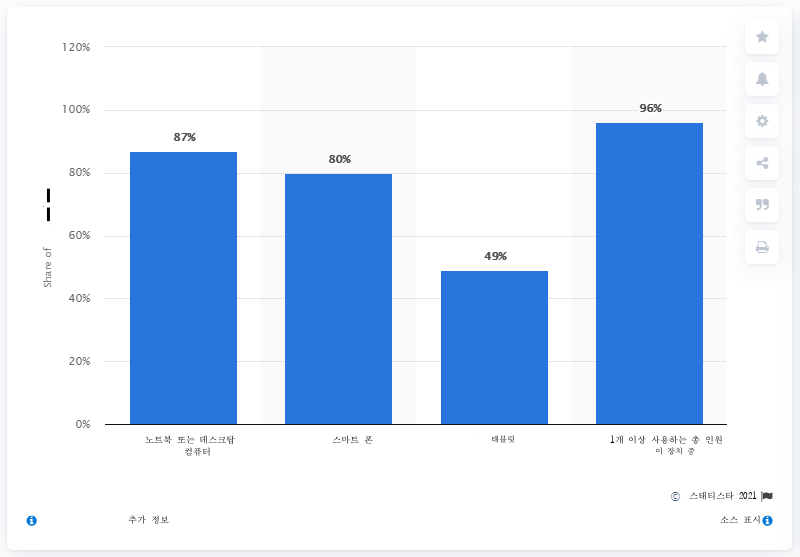 120%
100%
80%
60%
40%
20%
0%
Share of
87%
80%
49%
96%
노트북 또는 데스크탑
컴퓨터
스마트 폰
태블릿
1개 이상 사용하는 총 인원
이 장치 중
© 스태티스타 2021
추가 정보
소스 표시